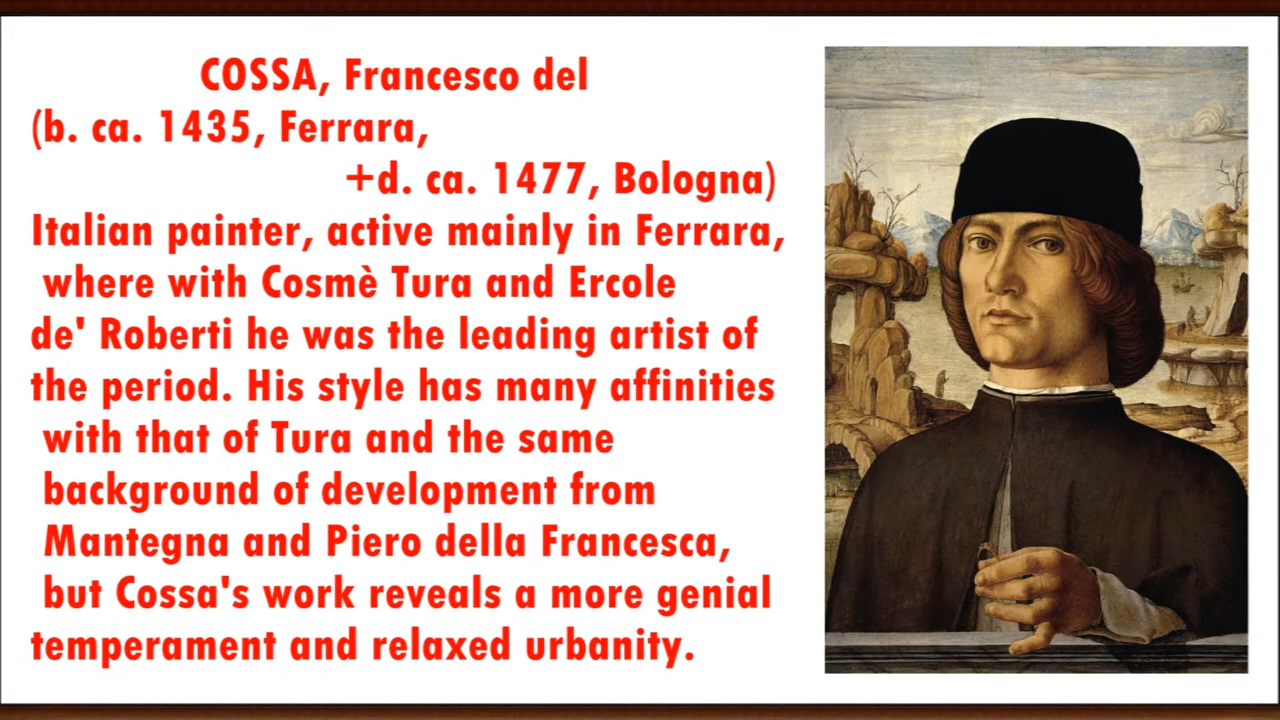 COSSA, Francesco del
(b. ca. 1435, Ferrara,
+d. ca. 1477, Bologna)
Italian painter, active mainly in Ferrara,
where with Cosmè Tura and Ercole
de' Roberti he was the leading artist of
the period. His style has many affinities
with that of Tura and the same
background of development from
Mantegna and Piero della Francesca,
but Cossa's work reveals a more genial
temperament and relaxed urbanity.